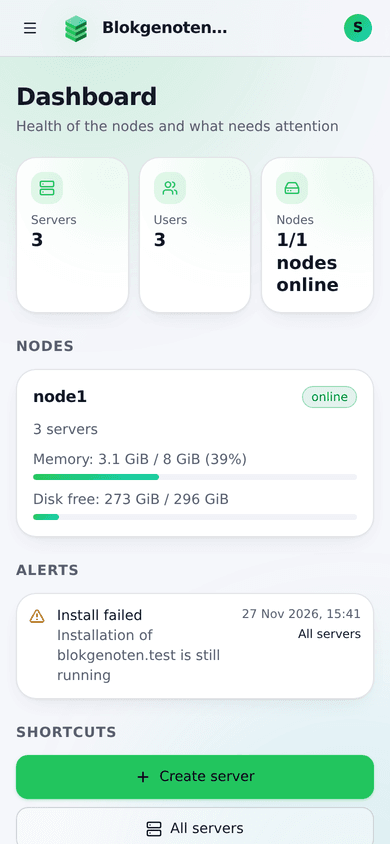 Blokgenoten...
S
Dashboard
Health of the nodes and what needs attention
Servers
3
Users
3
Nodes
1/1
nodes
online
NODES
node1
online
3 servers
Memory: 3.1 GiB / 8 GiB (39%)
Disk free: 273 GiB / 296 GiB
ALERTS
Install failed
27 Nov 2026, 15:41
Installation of
blokgenoten.test is still
running
All servers
SHORTCUTS
+ Create server
All servers